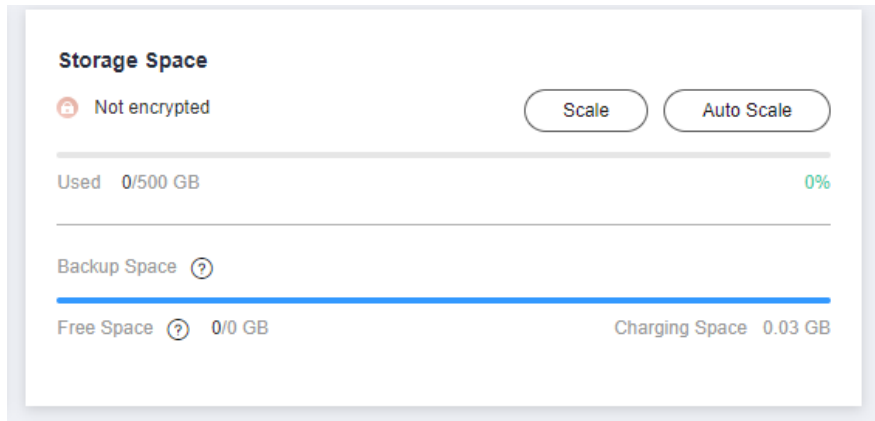 Storage Space
Not encrypted
Scale
Auto Scale
Used 0/500 GB
0%
Backup Space ?
Free Space ? 0/0 GB
Charging Space 0.03 GB